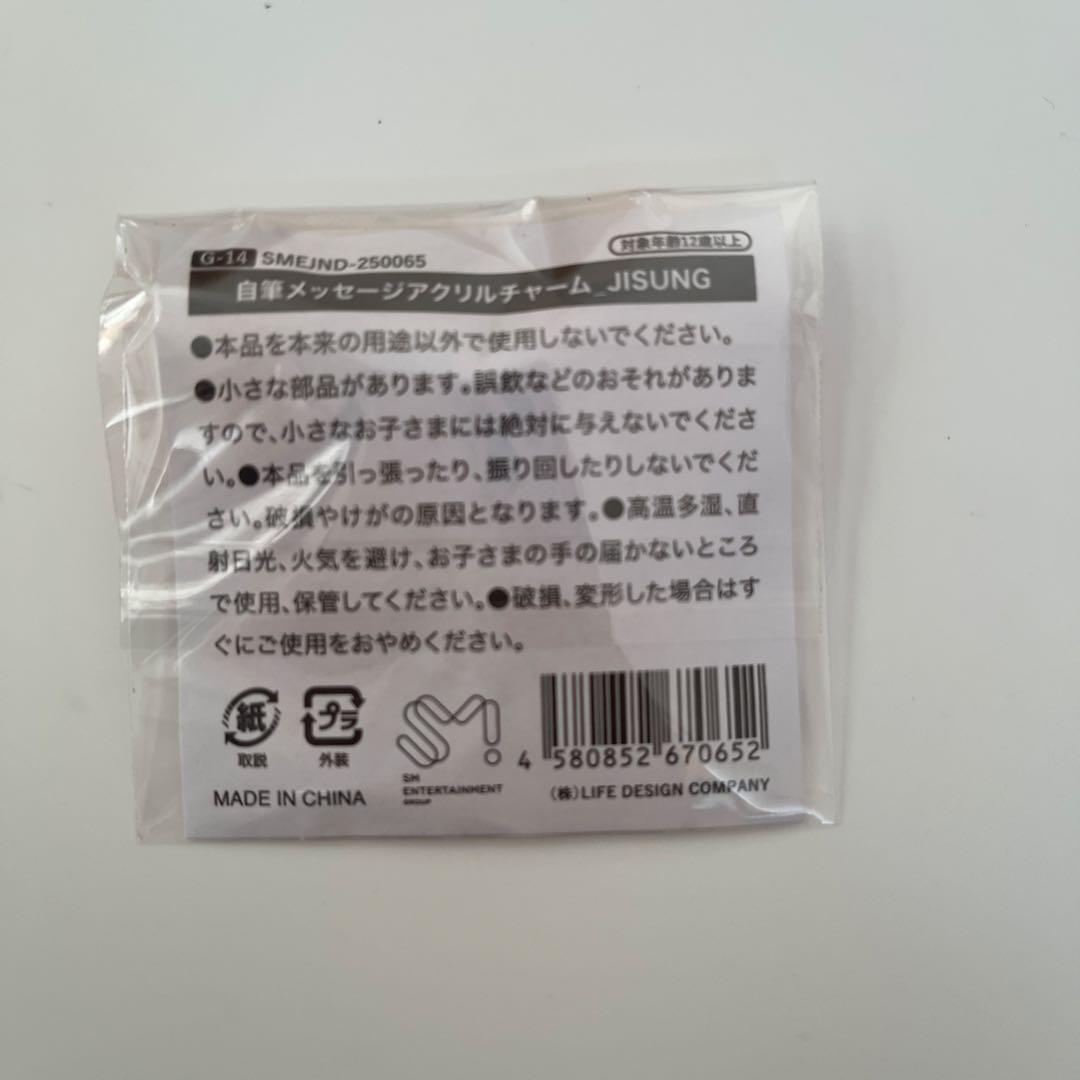 対象年齢12歳以上
G-14 SMEJND-250065
自筆メッセージアクリルチャーム_JISUNG
●本品を本来の用途以外で使用しないでください。
●小さな部品があります。誤飲などのおそれがありま
すので、小さなお子さまには絶対に与えないでくださ
い。●本品を引っ張ったり、振り回したりしないでくだ
さい。破損やけがの原因となります。●高温多湿、直
射日光、火気を避け、お子さまの手の届かないところ
で使用、保管してください。●破損、変形した場合はす
ぐにご使用をおやめください。
紙
取説
プラ
外装
SM
SM
ENTERTAINMENT
GROUP
4 580852 670652
MADE IN CHINA
(株)LIFE DESIGN COMPANY